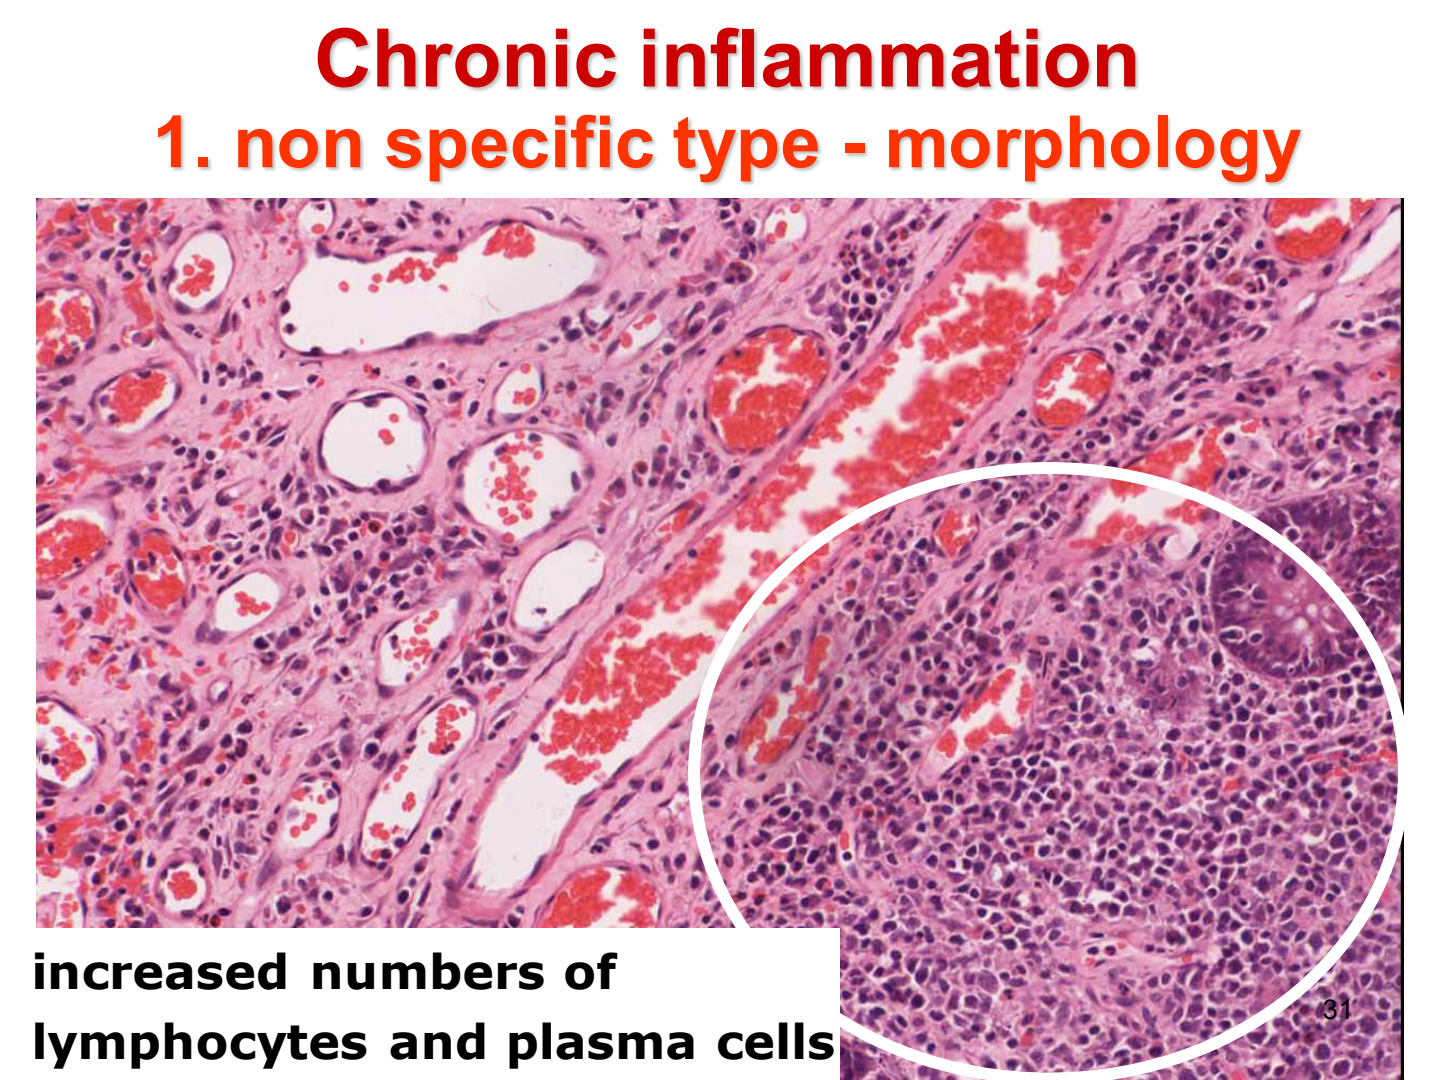 Chronic inflammation
1. non specific type - morphology
increased numbers of
lymphocytes and plasma cells
31